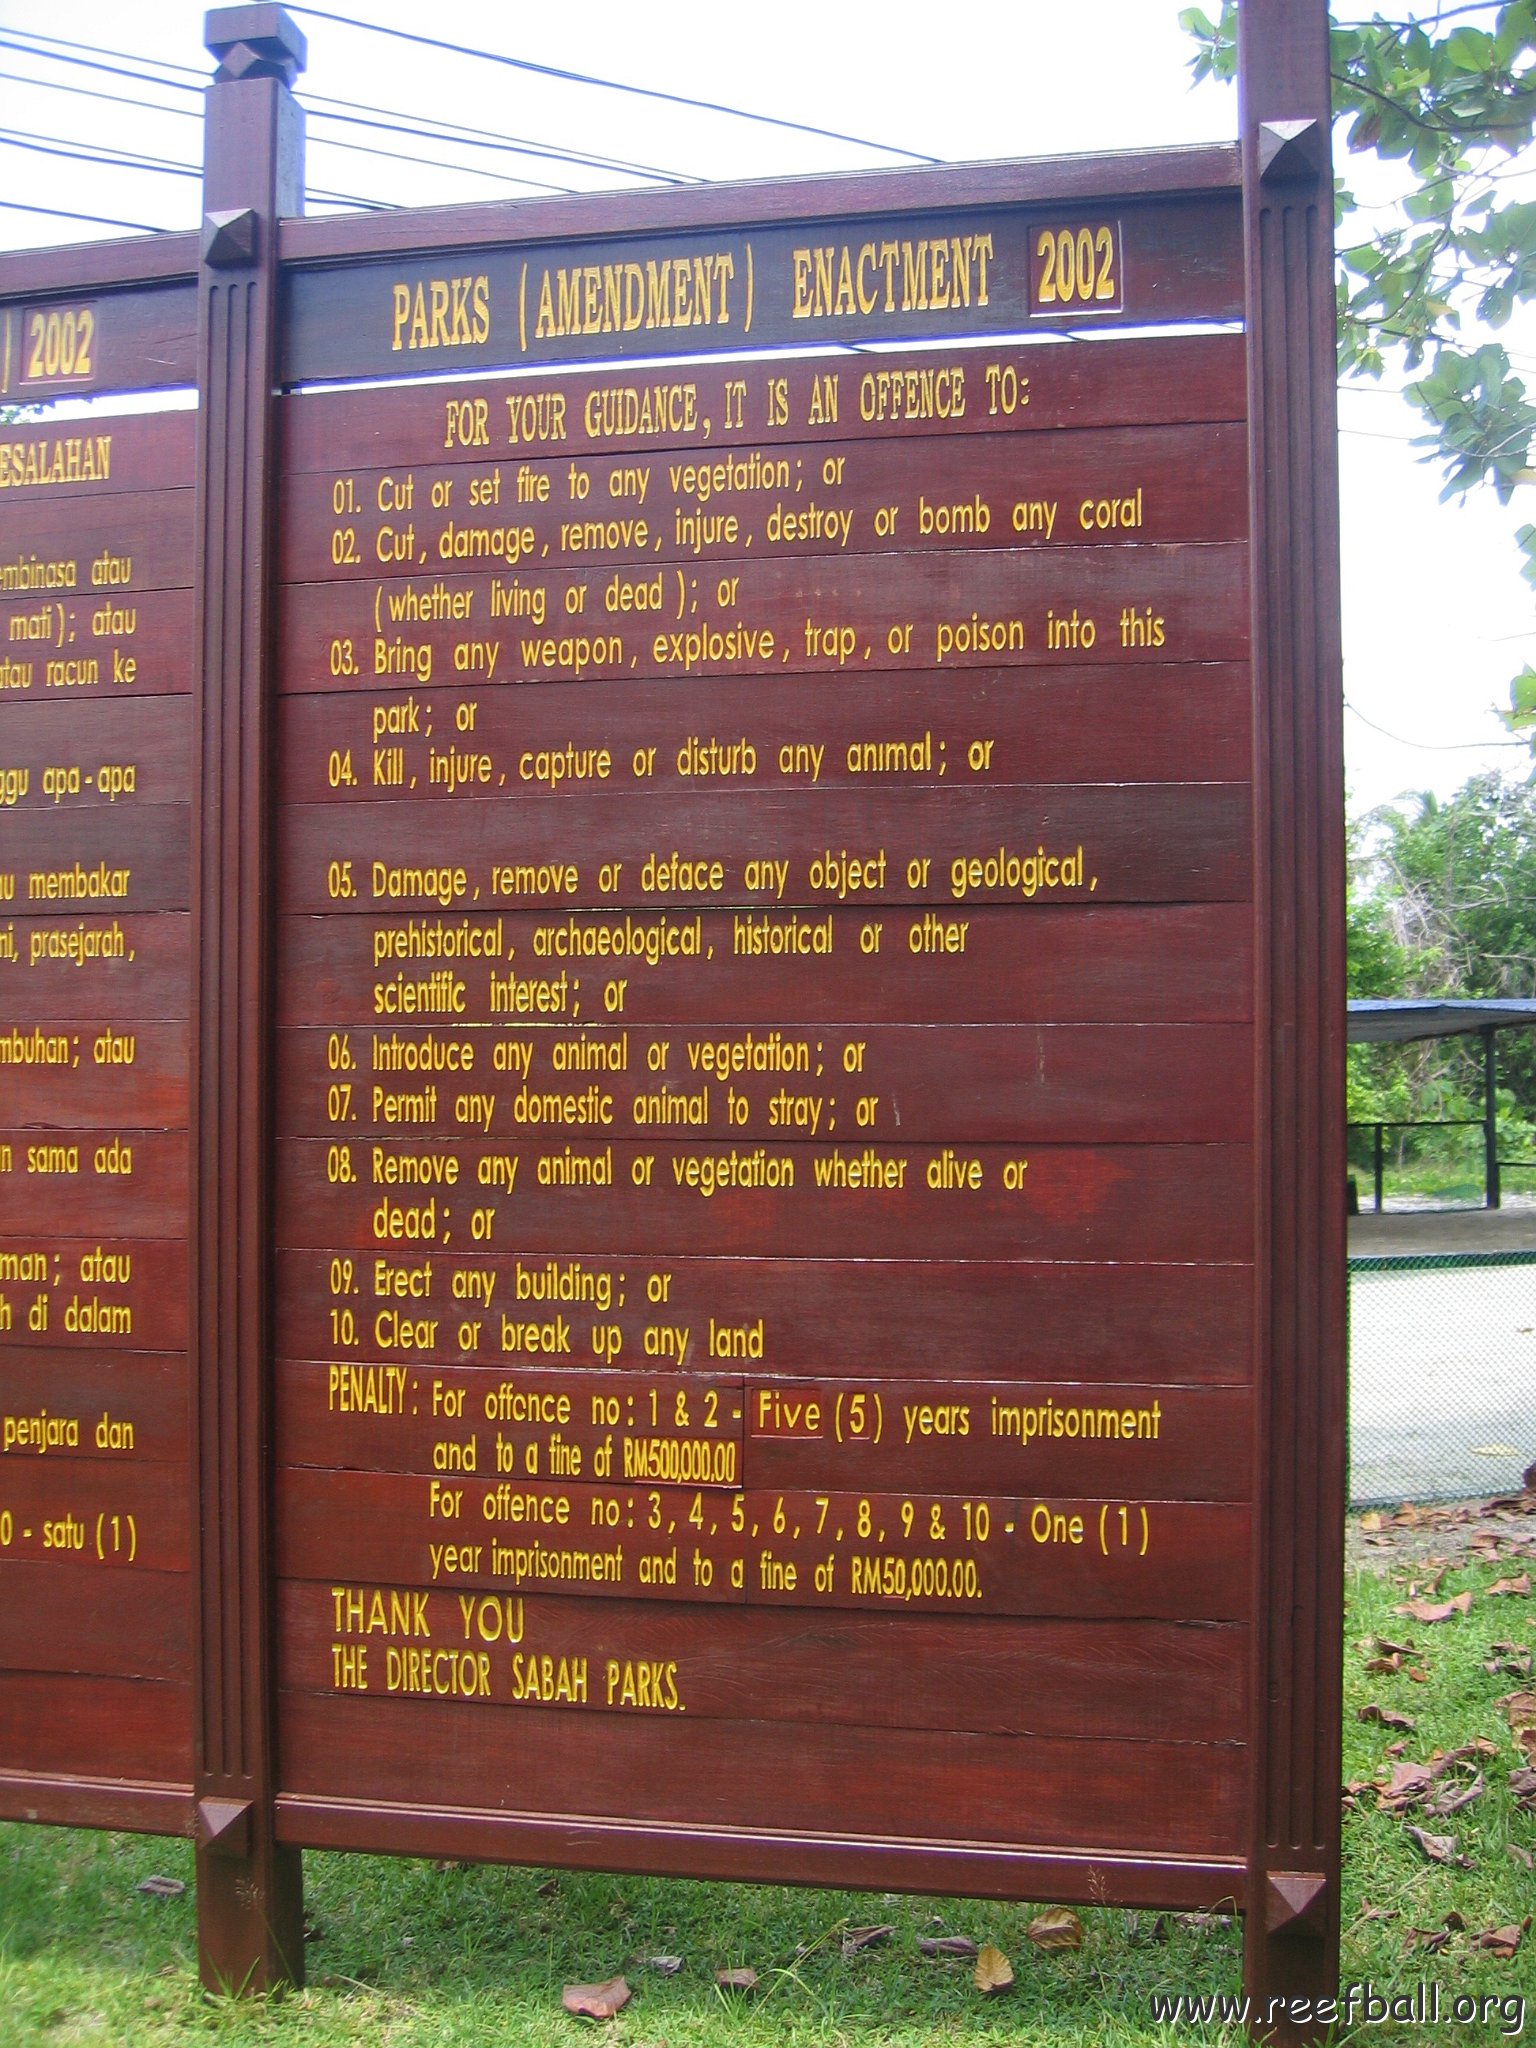 ) 2002
ESALAHAN
embinasa atau
mati); atau
atau racun ke
ggu apa-apa
au membakar
ni, prasejarah,
mbuhan; atau
n sama ada
man; atau
h di dalam
penjara dan
0 - satu (1)
PARKS (AMENDMENT) ENACTMENT 2002
FOR YOUR GUIDANCE, IT IS AN OFFENCE TO:
01. Cut or set fire to any vegetation; or
02. Cut, damage, remove, injure, destroy or bomb any coral
(whether living or dead); or
03. Bring any weapon, explosive, trap, or poison into this
park; or
04. Kill, injure, capture or disturb any animal; or
05. Damage, remove or deface any object or geological,
prehistorical, archaeological, historical or other
scientific interest; or
06. Introduce any animal or vegetation; or
07. Permit any domestic animal to stray; or
08. Remove any animal or vegetation whether alive or
dead; or
09. Erect any building; or
10. Clear or break up any land
PENALTY: For offence no: 1 & 2 - Five (5) years imprisonment
and to a fine of RM500,000.00
For offence no: 3, 4, 5, 6, 7, 8, 9 & 10 - One (1)
year imprisonment and to a fine of RM50,000.00.
THANK YOU
THE DIRECTOR SABAH PARKS.
www.reefball.org